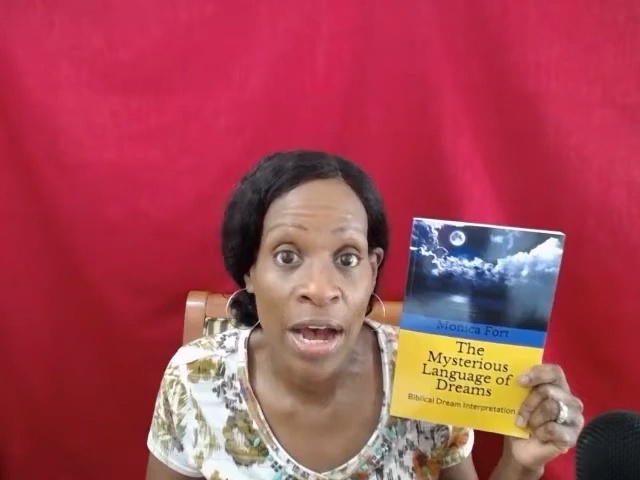 Monica Fort
The
Mysterious
Language of
Dreams
Biblical Dream Interpretation